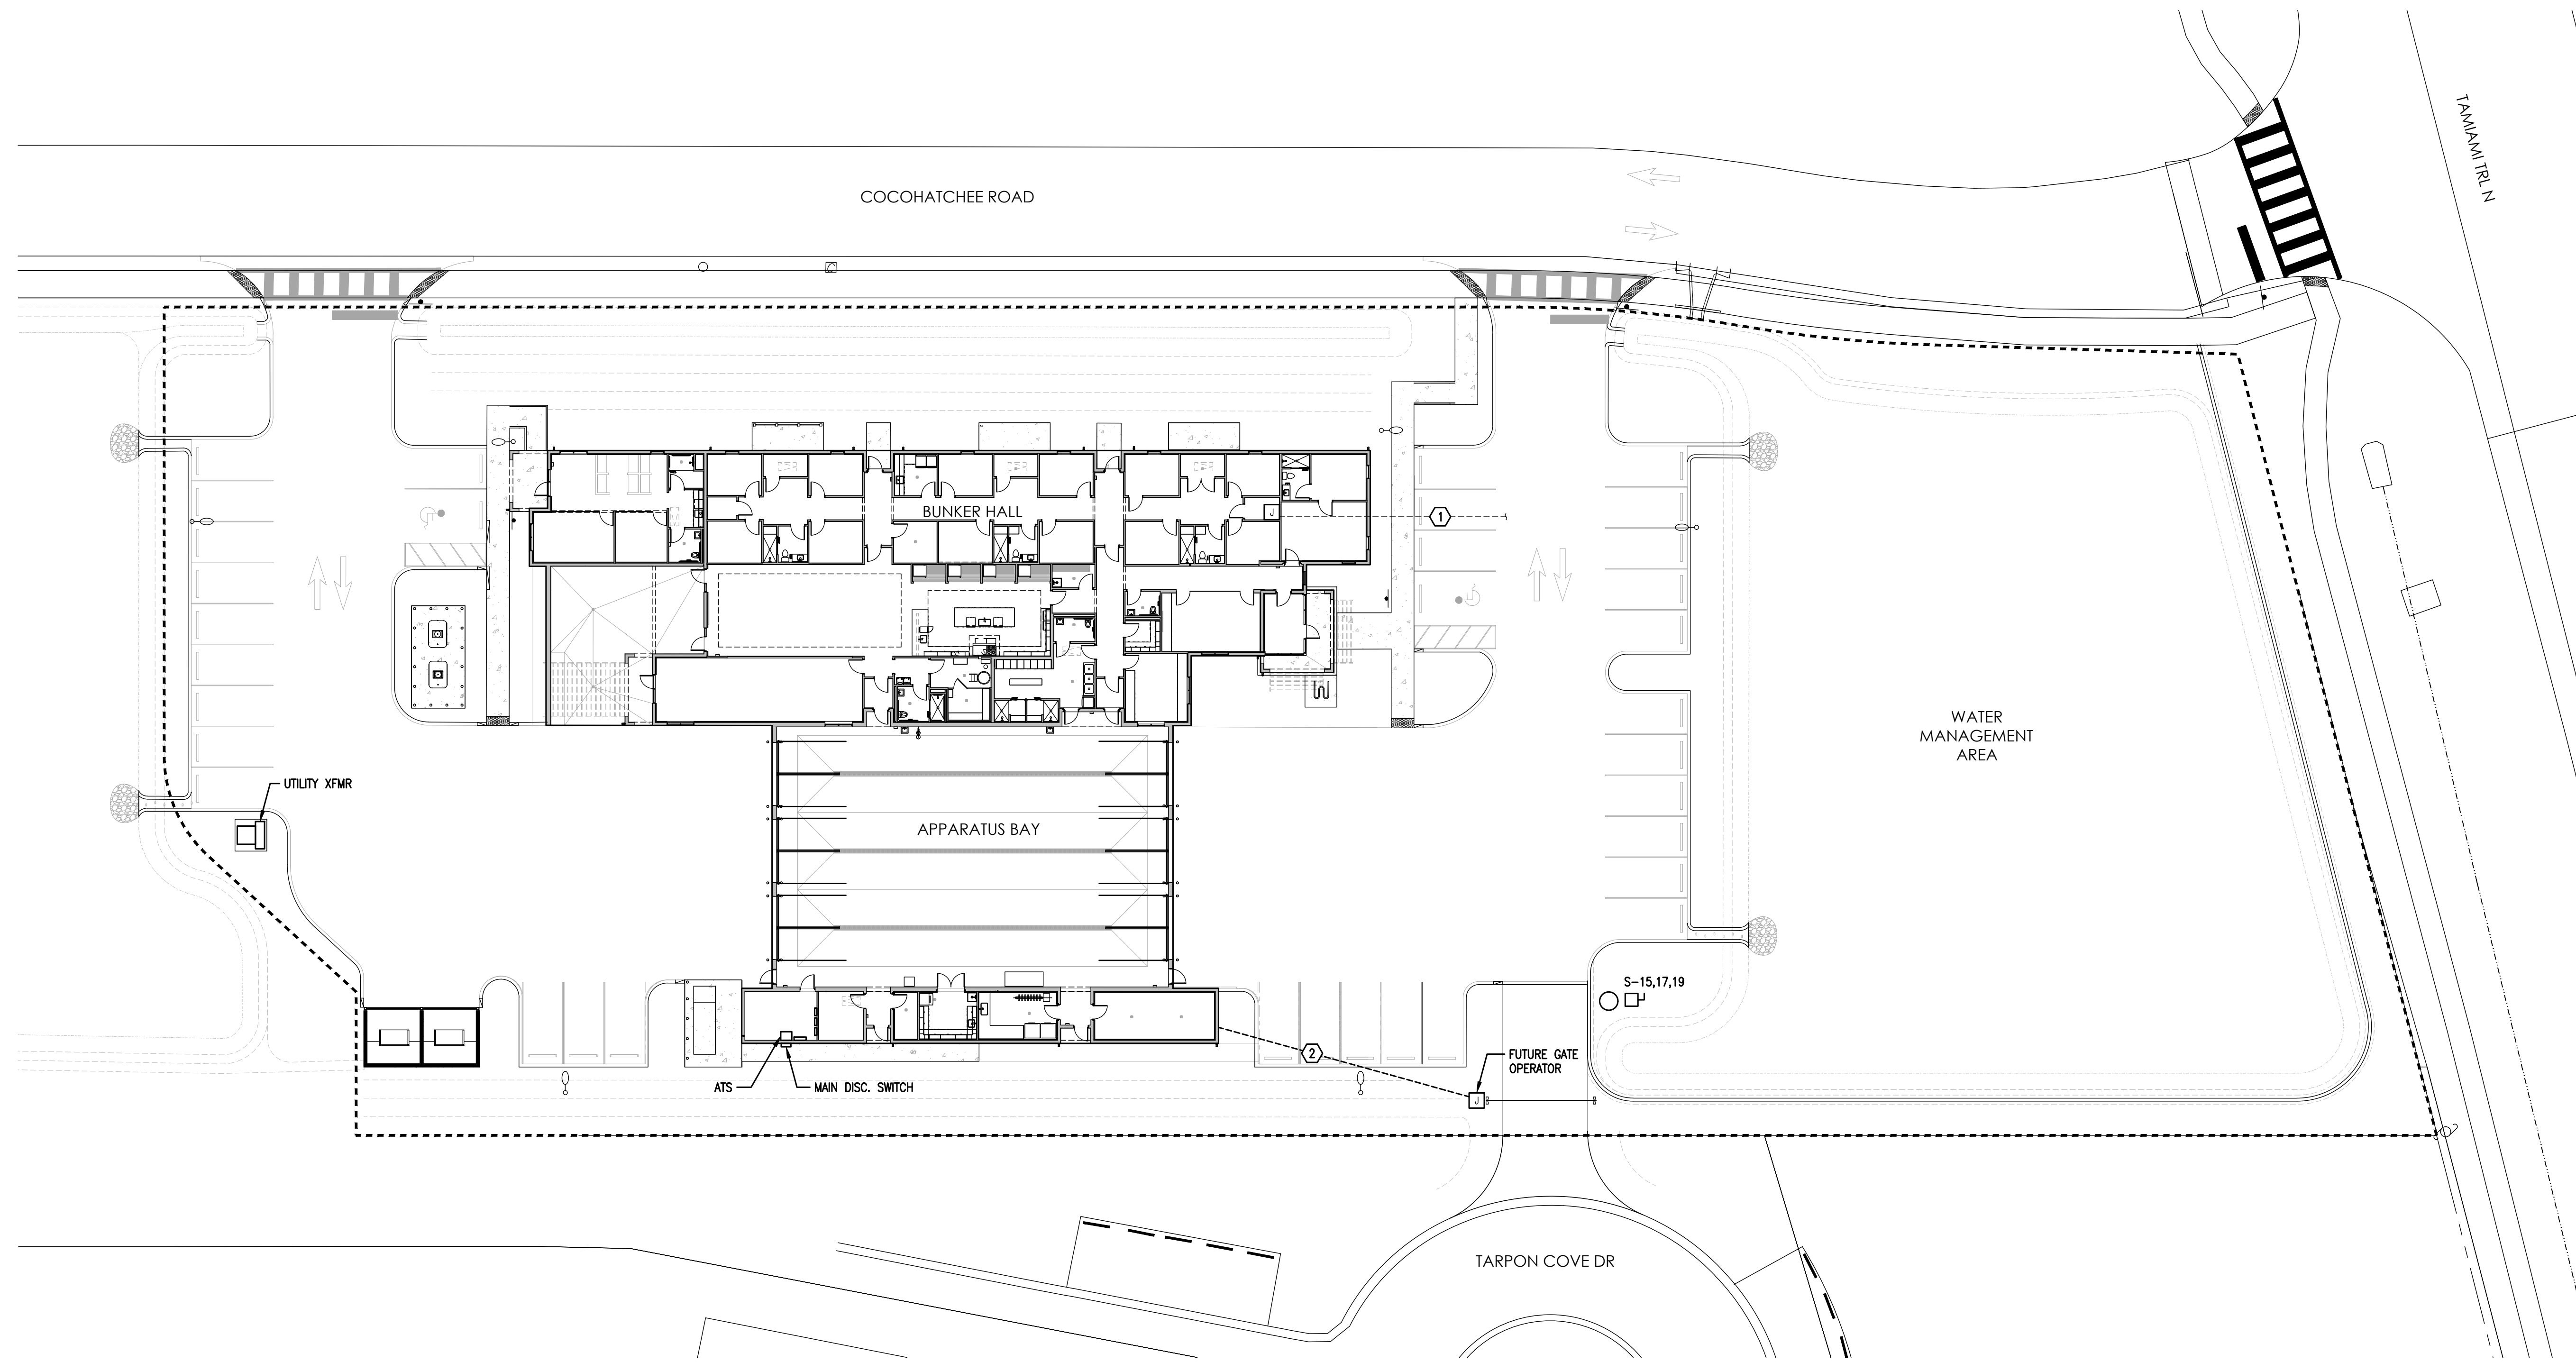 TAMIAMI TRL N
COCOHATCHEE ROAD
BUNKER HALL
J
1
WATER
MANAGEMENT
AREA
UTILITY XFMR
APPARATUS BAY
S-15,17,19
2
FUTURE GATE
OPERATOR
ATS
MAIN DISC. SWITCH
J
TARPON COVE DR